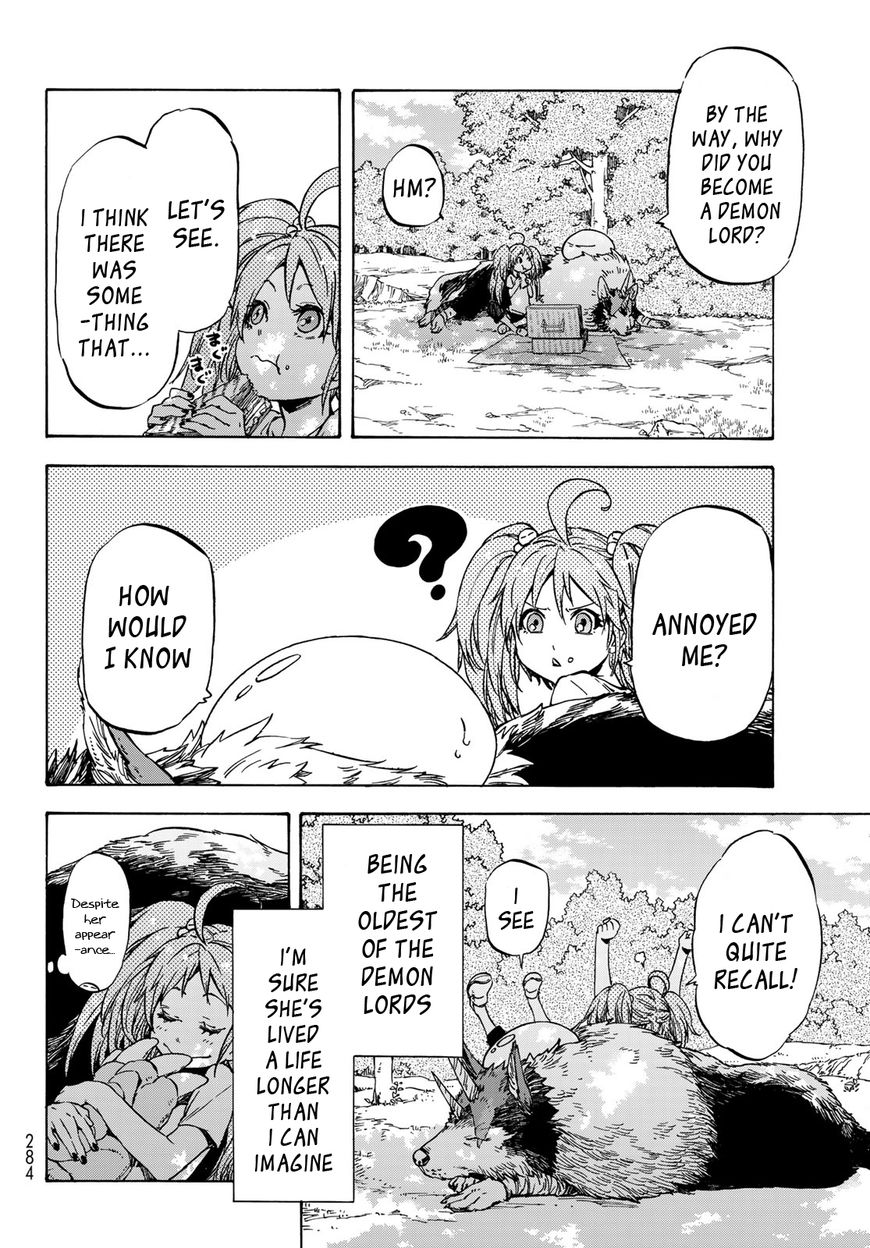 BY THE
WAY, WHY
DID YOU
BECOME
A DEMON
LORD?
HM?
LET'S
SEE.
I THINK
THERE
WAS
SOME
-THING
THAT...
まぐ
まぐ
ANNOYED
ME?
?
HOW
WOULD
I KNOW
I CAN'T
QUITE
RECALL!
I
SEE
BEING
THE
OLDEST
OF THE
DEMON
LORDS
I'M
SURE
SHE'S
LIVED
A LIFE
LONGER
THAN
I CAN
IMAGINE
Despite
her
appear
-ance...
284